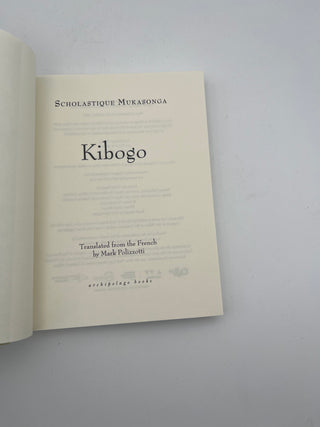 Scholastique Mukasonga
Kibogo
Translated from the French
by Mark Polizzotti
archipelago books